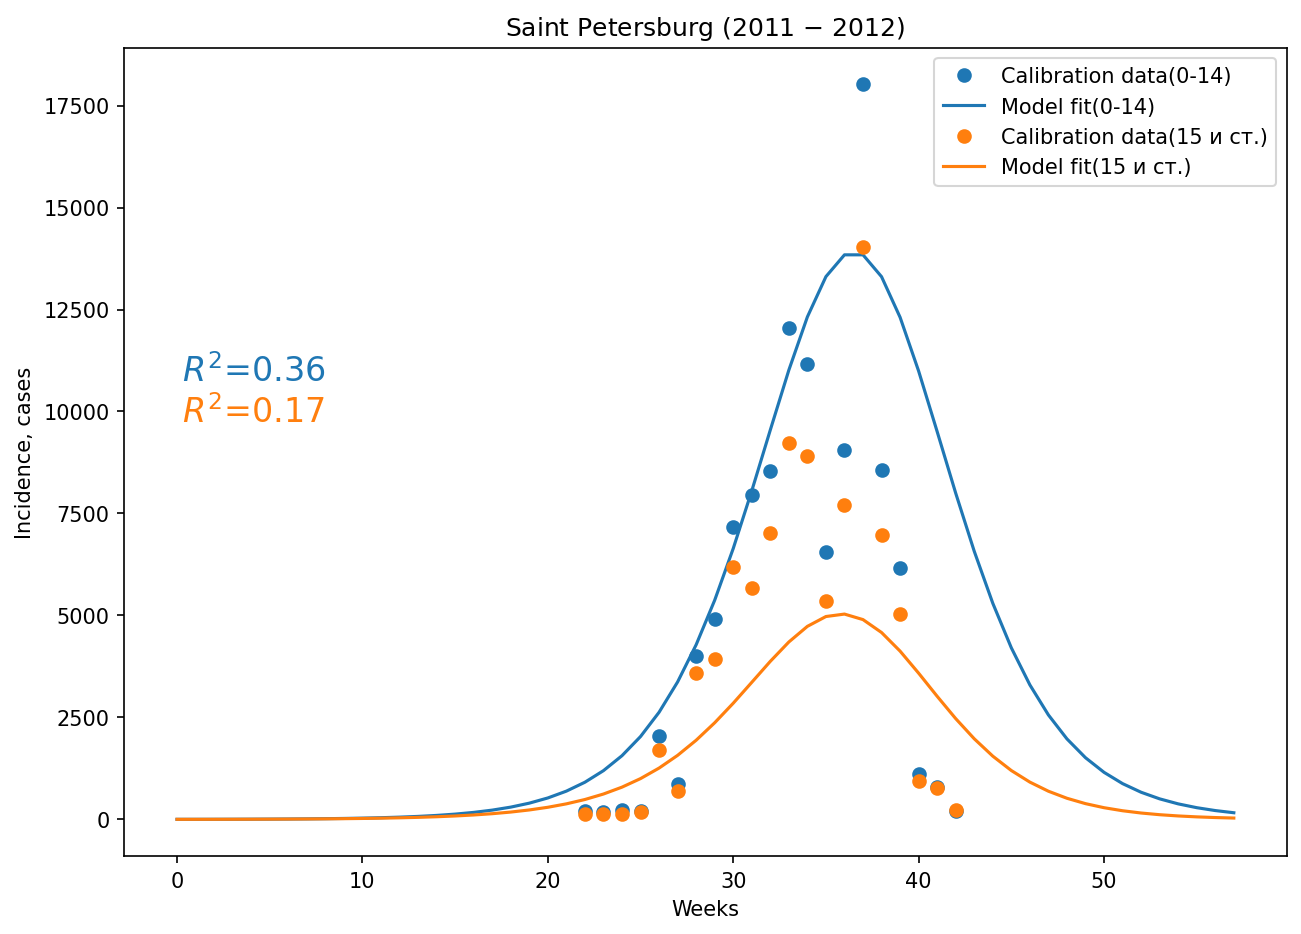 Saint Petersburg (2011 − 2012)
Calibration data(0-14)
Model fit(0-14)
Calibration data(15 и ст.)
Model fit(15 и ст.)
R²=0.36
R²=0.17
Incidence, cases
17500
15000
12500
10000
7500
5000
2500
0
0 10 20 30 40 50
Weeks